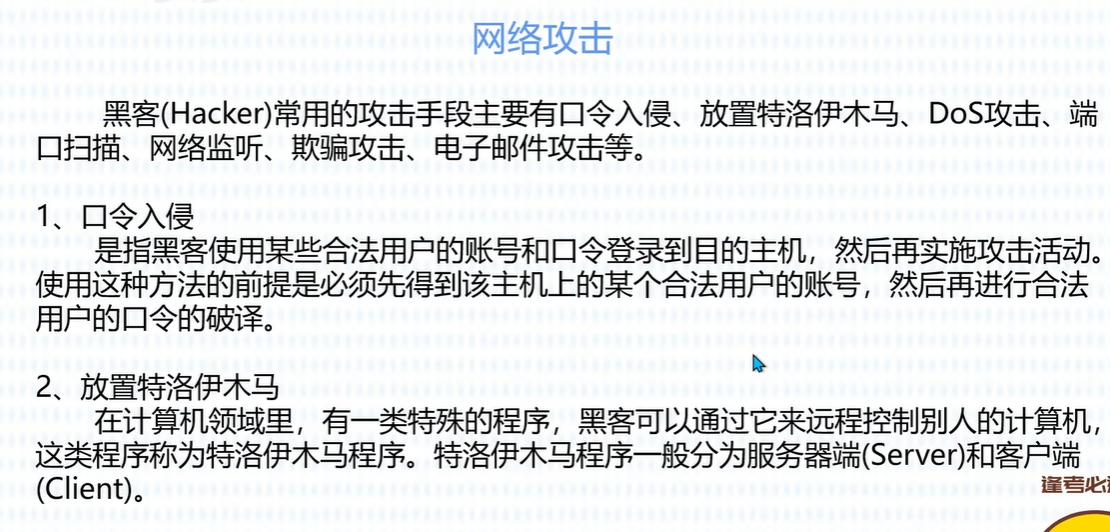 网络攻击
黑客(Hacker)常用的攻击手段主要有口令入侵、放置特洛伊木马、DoS攻击、端
口扫描、网络监听、欺骗攻击、电子邮件攻击等。
1、口令入侵
是指黑客使用某些合法用户的账号和口令登录到目的主机，然后再实施攻击活动。
使用这种方法的前提是必须先得到该主机上的某个合法用户的账号，然后再进行合法
用户的口令的破译。
2、放置特洛伊木马
在计算机领域里，有一类特殊的程序，黑客可以通过它来远程控制别人的计算机，
这类程序称为特洛伊木马程序。特洛伊木马程序一般分为服务器端(Server)和客户端
(Client)。
逢考必